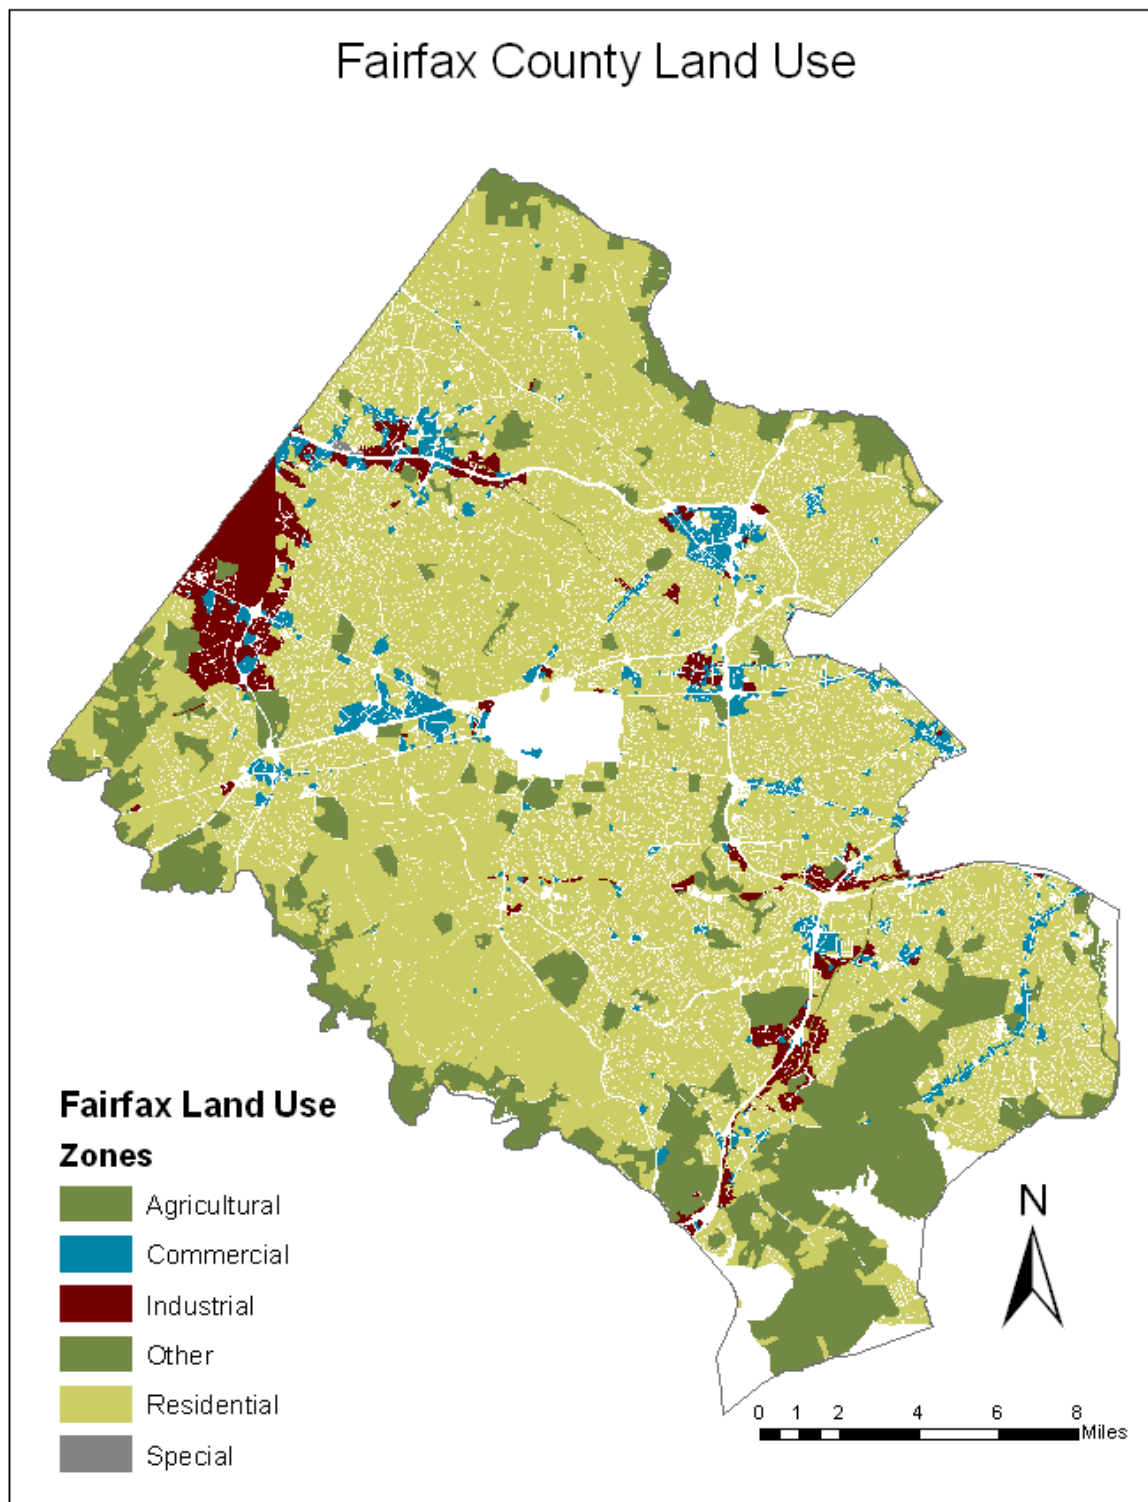 Fairfax County Land Use
Fairfax Land Use
Zones
Agricultural
Commercial
Industrial
Other
Residential
Special
N
0 1 2 4 6 8
Miles